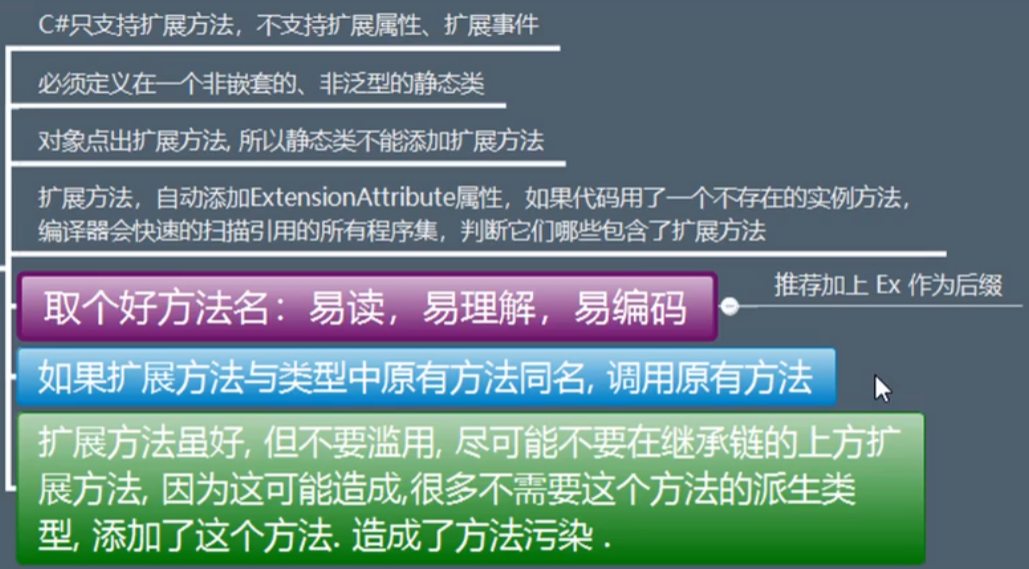 C#只支持扩展方法，不支持扩展属性、扩展事件
必须定义在一个非嵌套的、非泛型的静态类
对象点出扩展方法, 所以静态类不能添加扩展方法
扩展方法，自动添加ExtensionAttribute属性，如果代码用了一个不存在的实例方法，
编译器会快速的扫描引用的所有程序集，判断它们哪些包含了扩展方法
取个好方法名：易读，易理解，易编码
推荐加上 Ex 作为后缀
如果扩展方法与类型中原有方法同名, 调用原有方法
扩展方法虽好, 但不要滥用, 尽可能不要在继承链的上方扩
展方法, 因为这可能造成,很多不需要这个方法的派生类
型, 添加了这个方法. 造成了方法污染 .